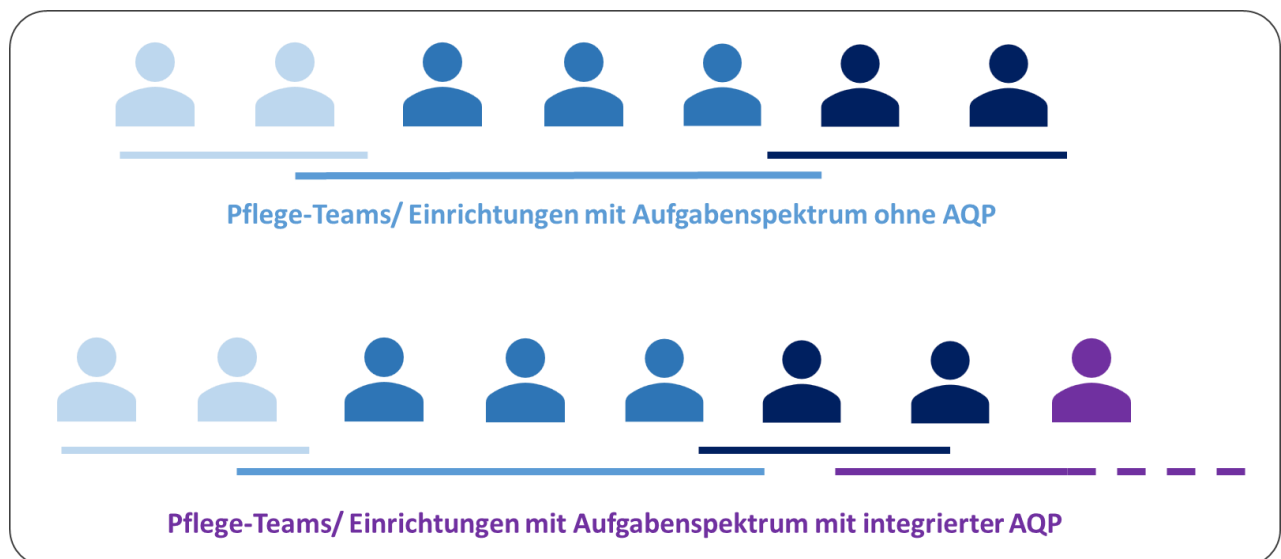 Pflege-Teams/ Einrichtungen mit Aufgabenspektrum ohne AQP
Pflege-Teams/ Einrichtungen mit Aufgabenspektrum mit integrierter AQP